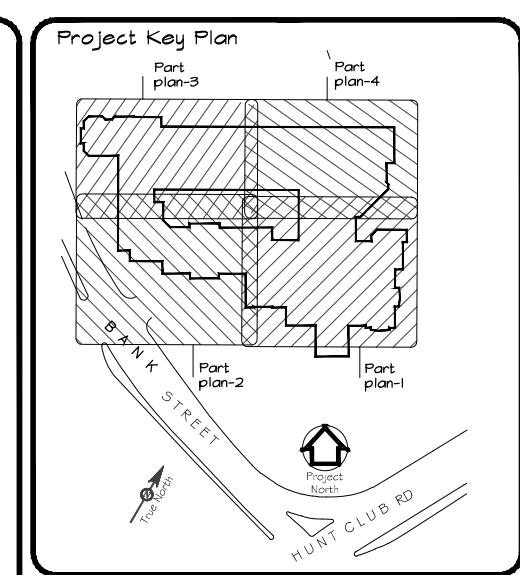 Project Key Plan
Part
plan-3
Part
plan-4
Part
plan-2
Part
plan-1
BANK
STREET
Project
North
True North
HUNT CLUB RD